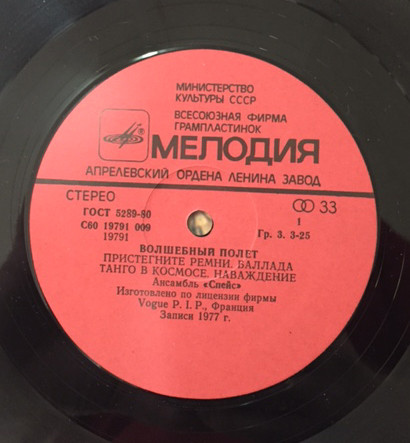 МИНИСТЕРСТВО
КУЛЬТУРЫ СССР
ВСЕСОЮЗНАЯ ФИРМА
ГРАМПЛАСТИНОК
МЕЛОДИЯ
АПРЕЛЕВСКИЙ ОРДЕНА ЛЕНИНА ЗАВОД
СТЕРЕО
33
ГОСТ 5289-80
1
С60 19791 009
Гр. 3. 3-25
19791
ВОЛШЕБНЫЙ ПОЛЕТ
ПРИСТЕГНИТЕ РЕМНИ. БАЛЛАДА
ТАНГО В КОСМОСЕ. НАВАЖДЕНИЕ
Ансамбль «Спейс»
Изготовлено по лицензии фирмы
Vogue P. I. P., Франция
Записи 1977 г.